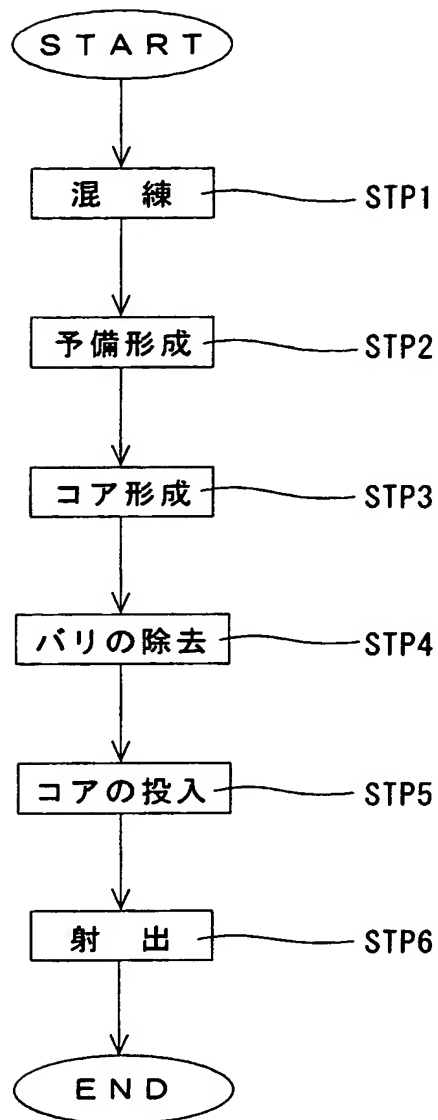 START
混練 STP1
予備形成 STP2
コア形成 STP3
バリの除去 STP4
コアの投入 STP5
射出 STP6
END